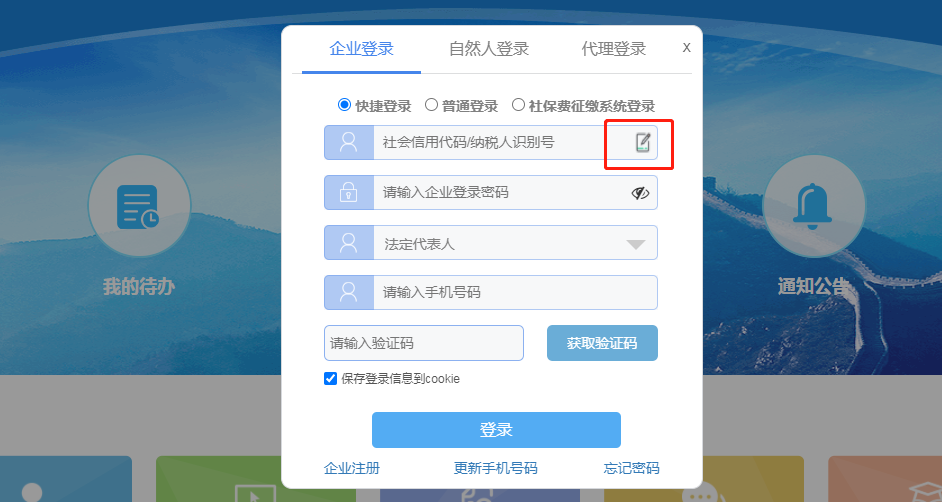 企业登录 自然人登录 代理登录 x
快捷登录 普通登录 社保费征缴系统登录
社会信用代码/纳税人识别号
请输入企业登录密码
法定代表人
请输入手机号码
请输入验证码 获取验证码
保存登录信息到cookie
登录
企业注册 更新手机号码 忘记密码
我的待办
通知公告